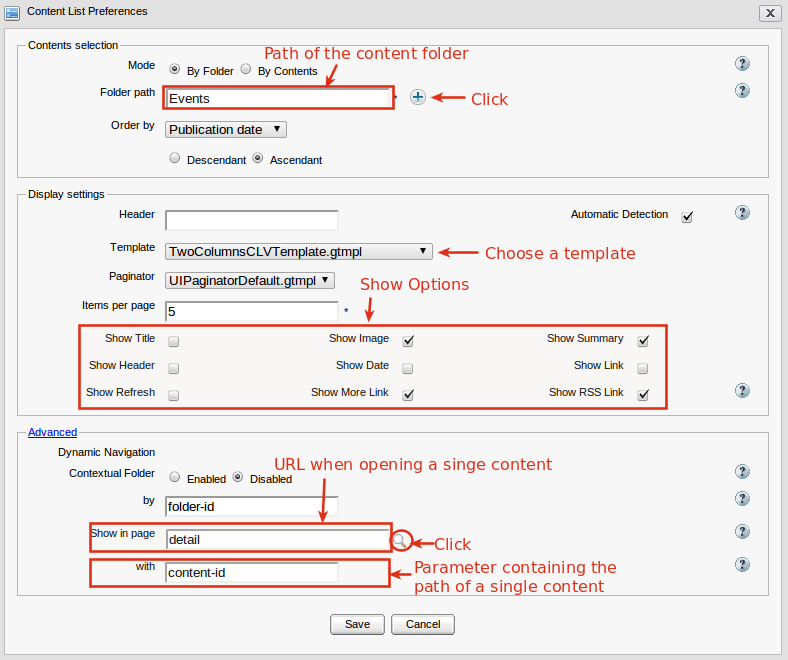 Content List Preferences X
Contents selection
Path of the content folder
Mode By Folder By Contents ?
Folder path Events * Click ?
Order by Publication date
Descendant Ascendant
Display settings
Header Automatic Detection ?
Template TwoColumnsCLVTemplate.gtmpl Choose a template
Paginator UIPaginatorDefault.gtmpl Show Options
Items per page 5 *
Show Title Show Image Show Summary
Show Header Show Date Show Link
Show Refresh Show More Link Show RSS Link ?
Advanced
Dynamic Navigation
URL when opening a singe content
Contextual Folder Enabled Disabled ?
by folder-id ?
Show in page detail Click ?
with content-id ?
Parameter containing the
path of a single content
Save Cancel